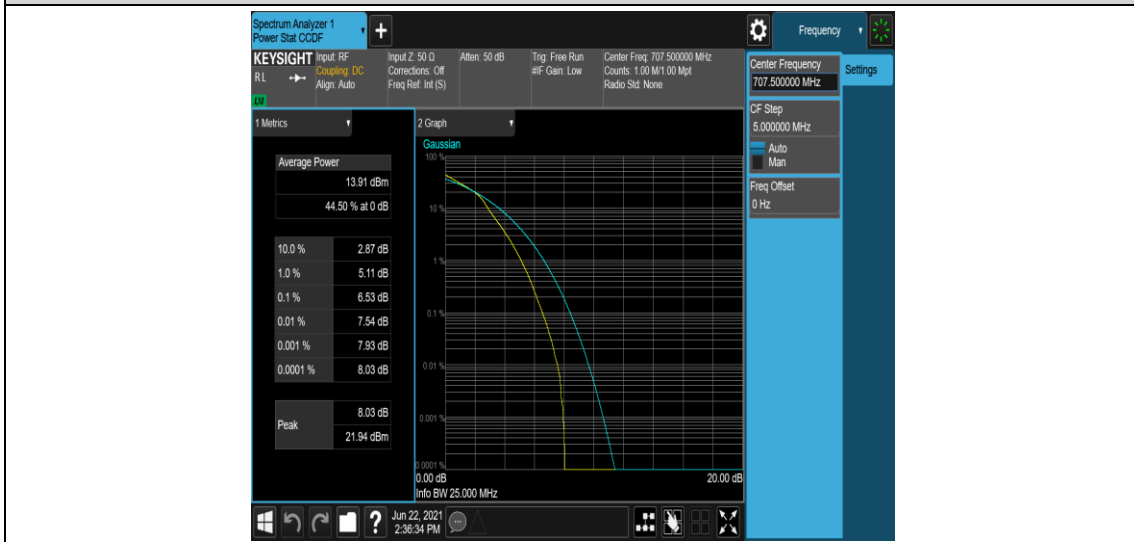 Spectrum Analyzer 1
Power Stat CCDF
Frequency
KEYSIGHT
RL
LXI
Input: RF
Coupling: DC
Align: Auto
Input Z: 50 Ω
Corrections: Off
Freq Ref: Int (S)
Atten: 50 dB
Trig: Free Run
#IF Gain: Low
Center Freq: 707.500000 MHz
Counts: 1.00 M/1.00 Mpt
Radio Std: None
Center Frequency
707.500000 MHz
Settings
CF Step
5.000000 MHz
Auto
Man
Freq Offset
0 Hz
1 Metrics
Average Power
13.91 dBm
44.50 % at 0 dB
10.0 % 2.87 dB
1.0 % 5.11 dB
0.1 % 6.53 dB
0.01 % 7.54 dB
0.001 % 7.93 dB
0.0001 % 8.03 dB
Peak 8.03 dB
21.94 dBm
2 Graph
Gaussian
100 %
10 %
1 %
0.1 %
0.01 %
0.001 %
0.0001 %
0.00 dB 20.00 dB
Info BW 25.000 MHz
Jun 22, 2021
2:36:34 PM